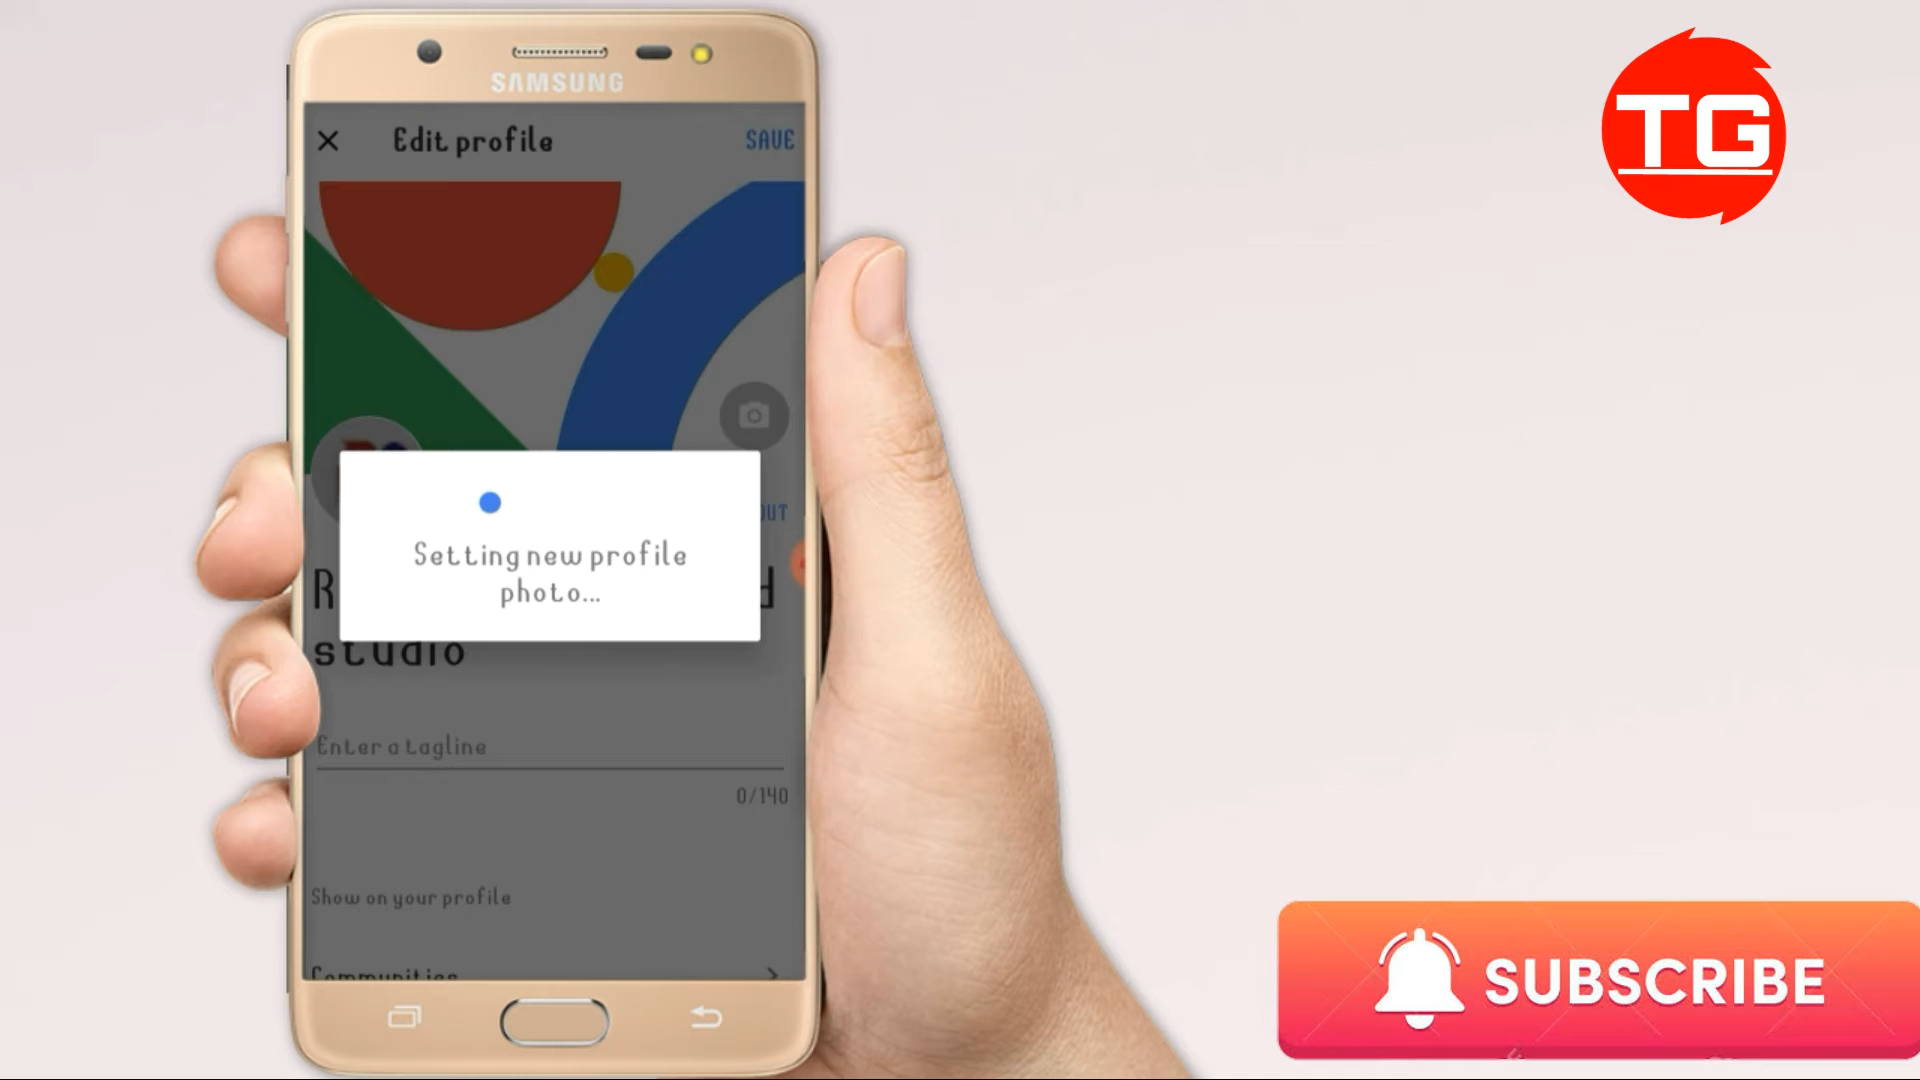 SAMSUNG
Edit profile
SAVE
Setting new profile
photo...
studio
Enter a tagline
0/140
Show on your profile
Communities
TG
SUBSCRIBE